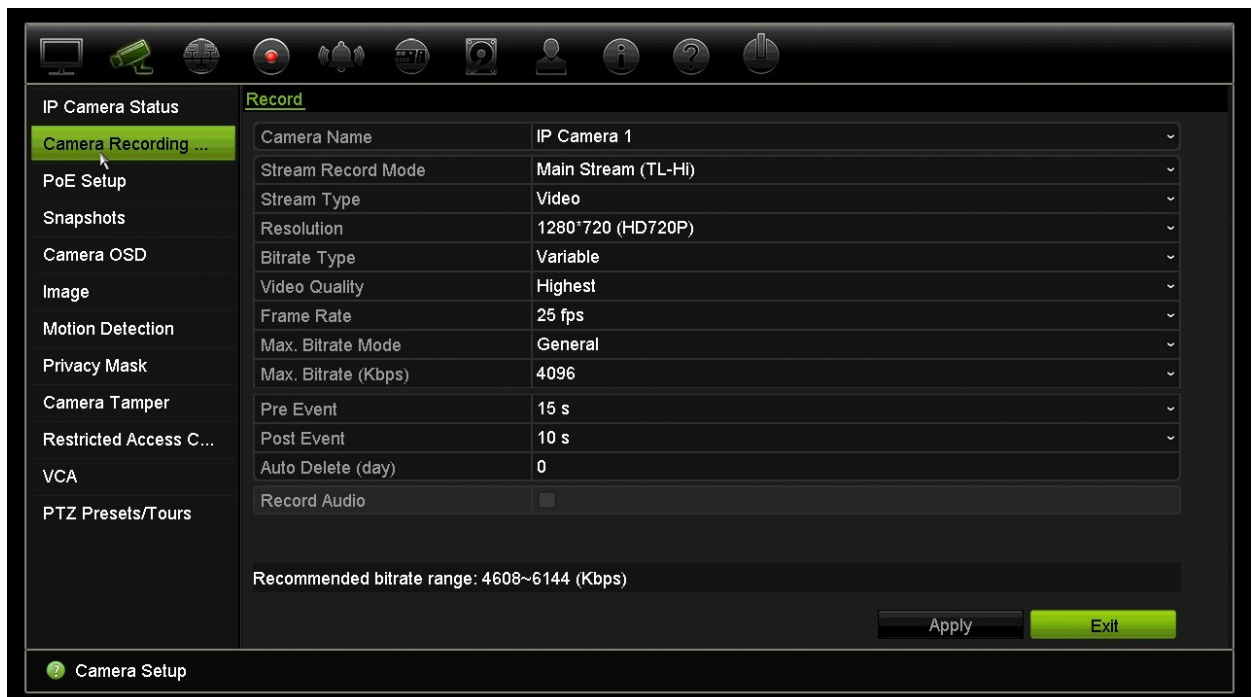 IP Camera Status
Camera Recording ...
PoE Setup
Snapshots
Camera OSD
Image
Motion Detection
Privacy Mask
Camera Tamper
Restricted Access C...
VCA
PTZ Presets/Tours
Record
Camera Name IP Camera 1
Stream Record Mode Main Stream (TL-Hi)
Stream Type Video
Resolution 1280*720 (HD720P)
Bitrate Type Variable
Video Quality Highest
Frame Rate 25 fps
Max. Bitrate Mode General
Max. Bitrate (Kbps) 4096
Pre Event 15 s
Post Event 10 s
Auto Delete (day) 0
Record Audio
Recommended bitrate range: 4608~6144 (Kbps)
Apply Exit
Camera Setup